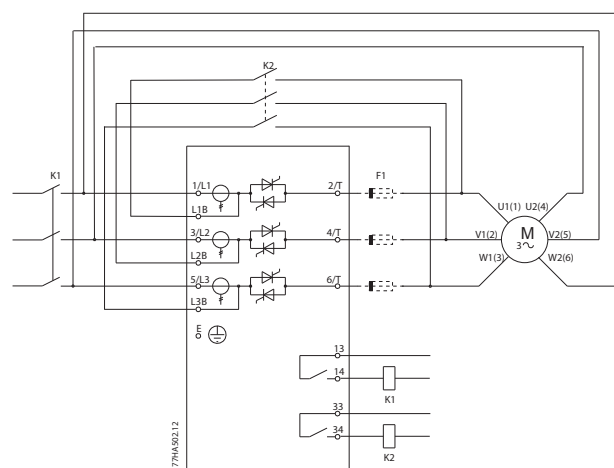 K2
K1
1/L1
2/T
F1
U1(1) U2(4)
L1B
3/L2
4/T
V1(2)
M
3~
V2(5)
L2B
W1(3)
W2(6)
5/L3
6/T
L3B
E
13
14
K1
33
34
K2
177HA502.12